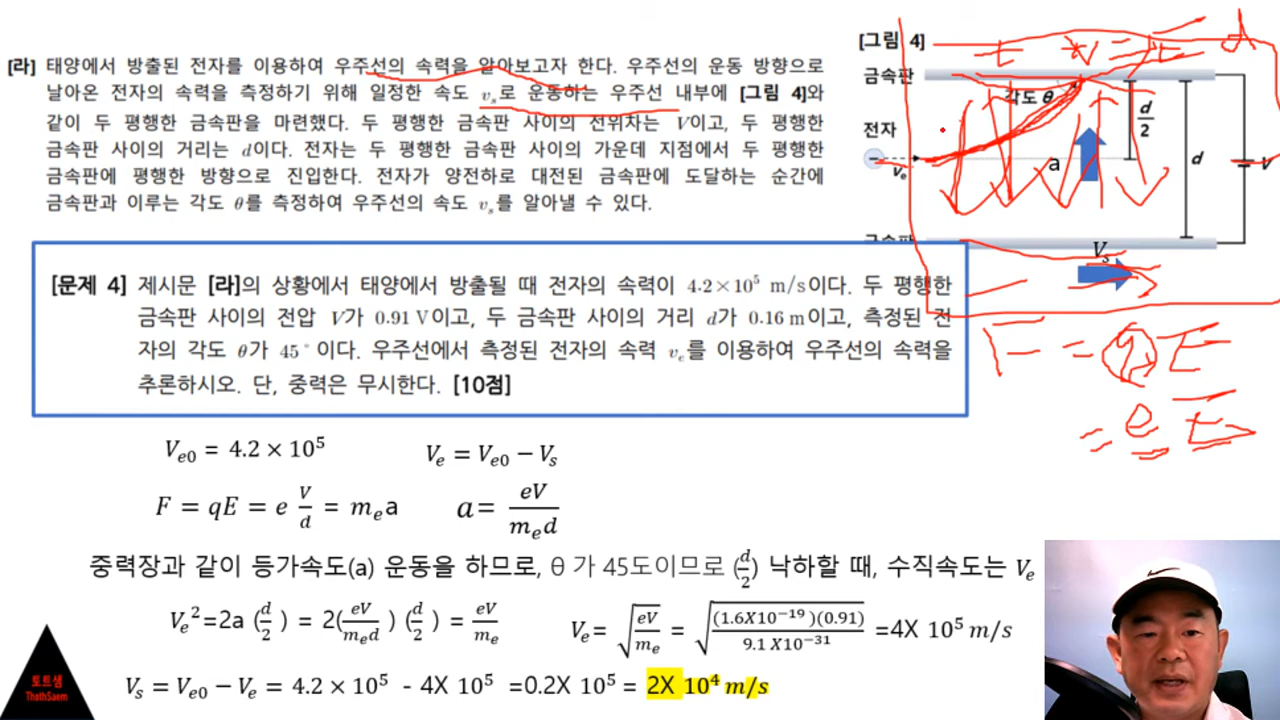 [라] 태양에서 방출된 전자를 이용하여 우주선의 속력을 알아보고자 한다. 우주선의 운동 방향으로
날아온 전자의 속력을 측정하기 위해 일정한 속도 vₛ로 운동하는 우주선 내부에 [그림 4]와
같이 두 평행한 금속판을 마련했다. 두 평행한 금속판 사이의 전위차는 V이고, 두 평행한
금속판 사이의 거리는 d이다. 전자는 두 평행한 금속판 사이의 가운데 지점에서 두 평행한
금속판에 평행한 방향으로 진입한다. 전자가 양전하로 대전된 금속판에 도달하는 순간에
금속판과 이루는 각도 θ를 측정하여 우주선의 속도 vₛ를 알아낼 수 있다.
[그림 4]
금속판
각도 θ
d/2
전자
vₑ
a
d
V
금속판
Vₛ
V = E d
F = qE
= eE
[문제 4] 제시문 [라]의 상황에서 태양에서 방출될 때 전자의 속력이 4.2×10⁵ m/s이다. 두 평행한
금속판 사이의 전압 V가 0.91 V이고, 두 금속판 사이의 거리 d가 0.16 m이고, 측정된 전
자의 각도 θ가 45°이다. 우주선에서 측정된 전자의 속력 vₑ를 이용하여 우주선의 속력을
추론하시오. 단, 중력은 무시한다. [10점]
Vₑ₀ = 4.2 × 10⁵ Vₑ = Vₑ₀ − Vₛ
F = qE = e V/d = mₑa a = eV/mₑd
중력장과 같이 등가속도(a) 운동을 하므로, θ 가 45도이므로 (d/2) 낙하할 때, 수직속도는 Vₑ
Vₑ²=2a (d/2) = 2(eV/mₑd) (d/2) = eV/mₑ Vₑ= √(eV/mₑ) = √((1.6X10⁻¹⁹)(0.91)/9.1 X10⁻³¹) =4X 10⁵ m/s
Vₛ = Vₑ₀ − Vₑ = 4.2 × 10⁵ - 4X 10⁵ =0.2X 10⁵ = 2X 10⁴ m/s
토트샘
ThothSaem